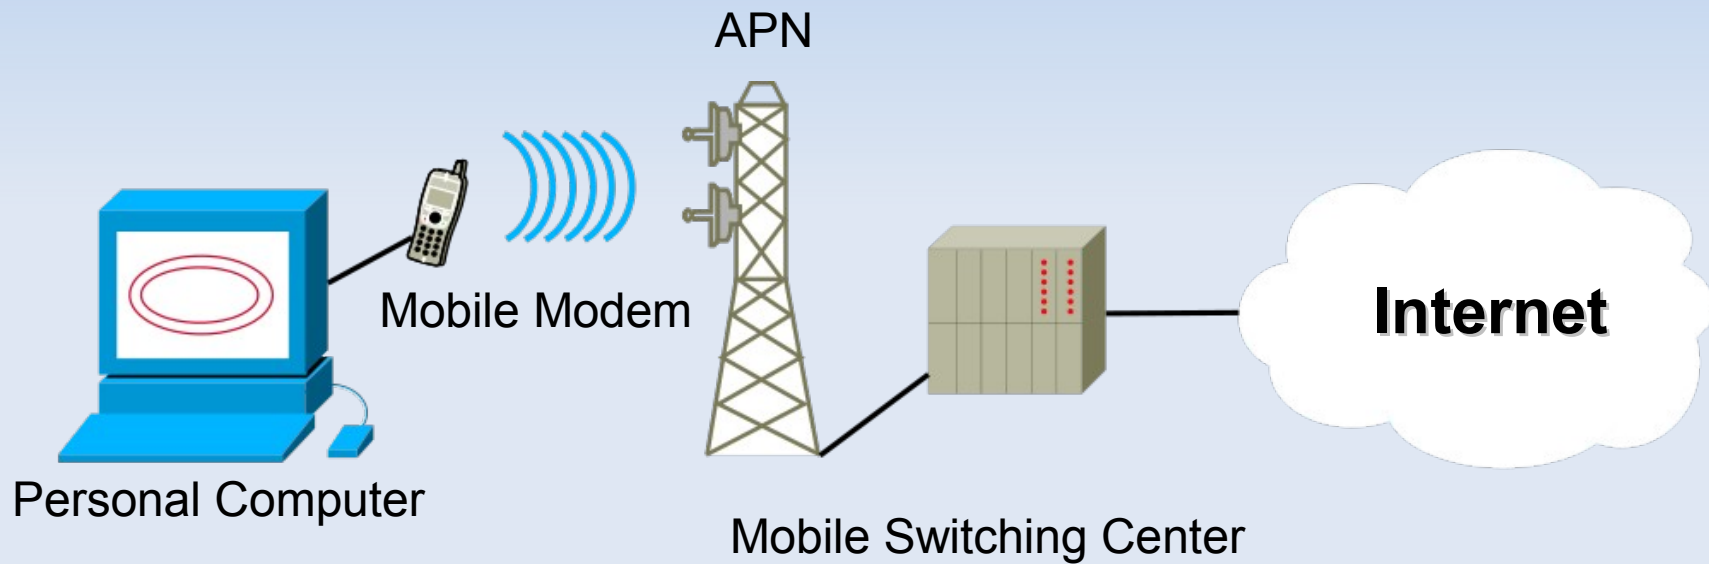 APN
Mobile Modem
Internet
Personal Computer
Mobile Switching Center